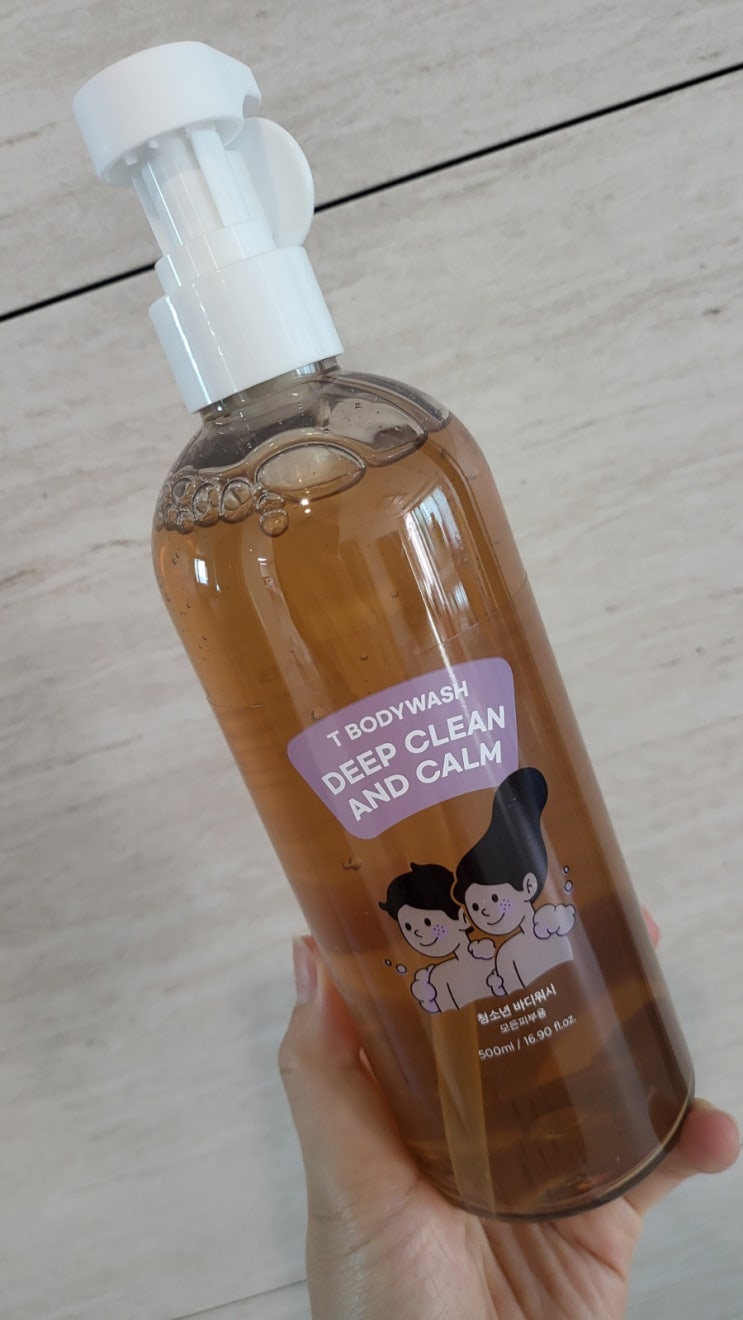 T BODYWASH
DEEP CLEAN
AND CALM
청소년 바디워시
모든피부용
500ml / 16.90 fl.oz.